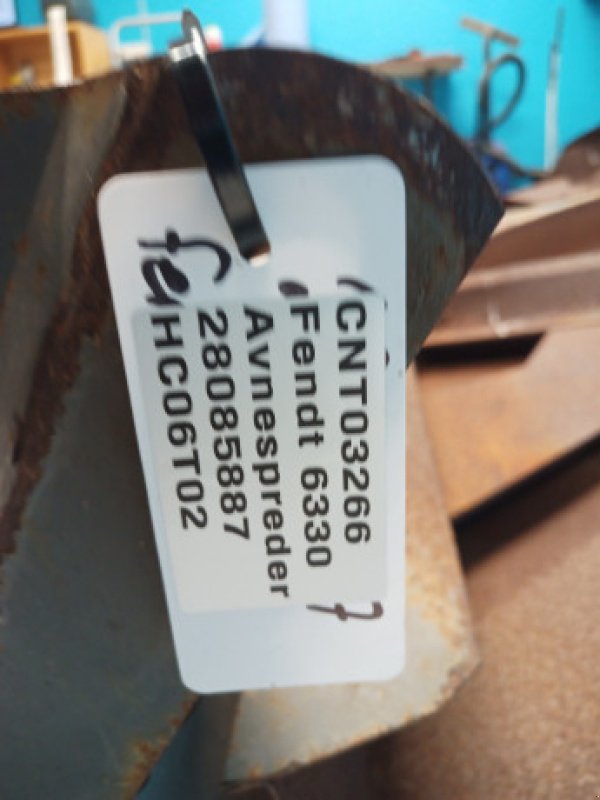 CNT03266
Fendt 6330
Avnespreder
28085887
HC06T02